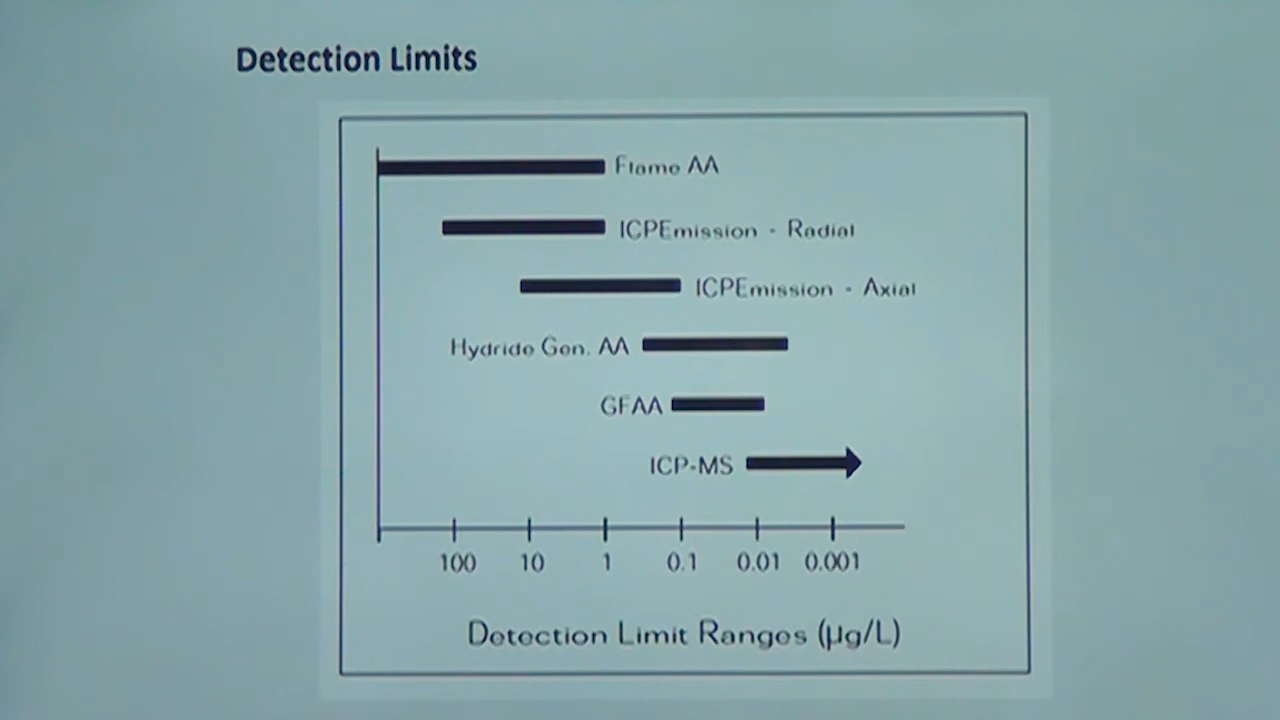 Detection Limits
Flame AA
ICPEmission - Radial
ICPEmission - Axial
Hydride Gen. AA
GFAA
ICP-MS
100 10 1 0.1 0.01 0.001
Detection Limit Ranges (µg/L)